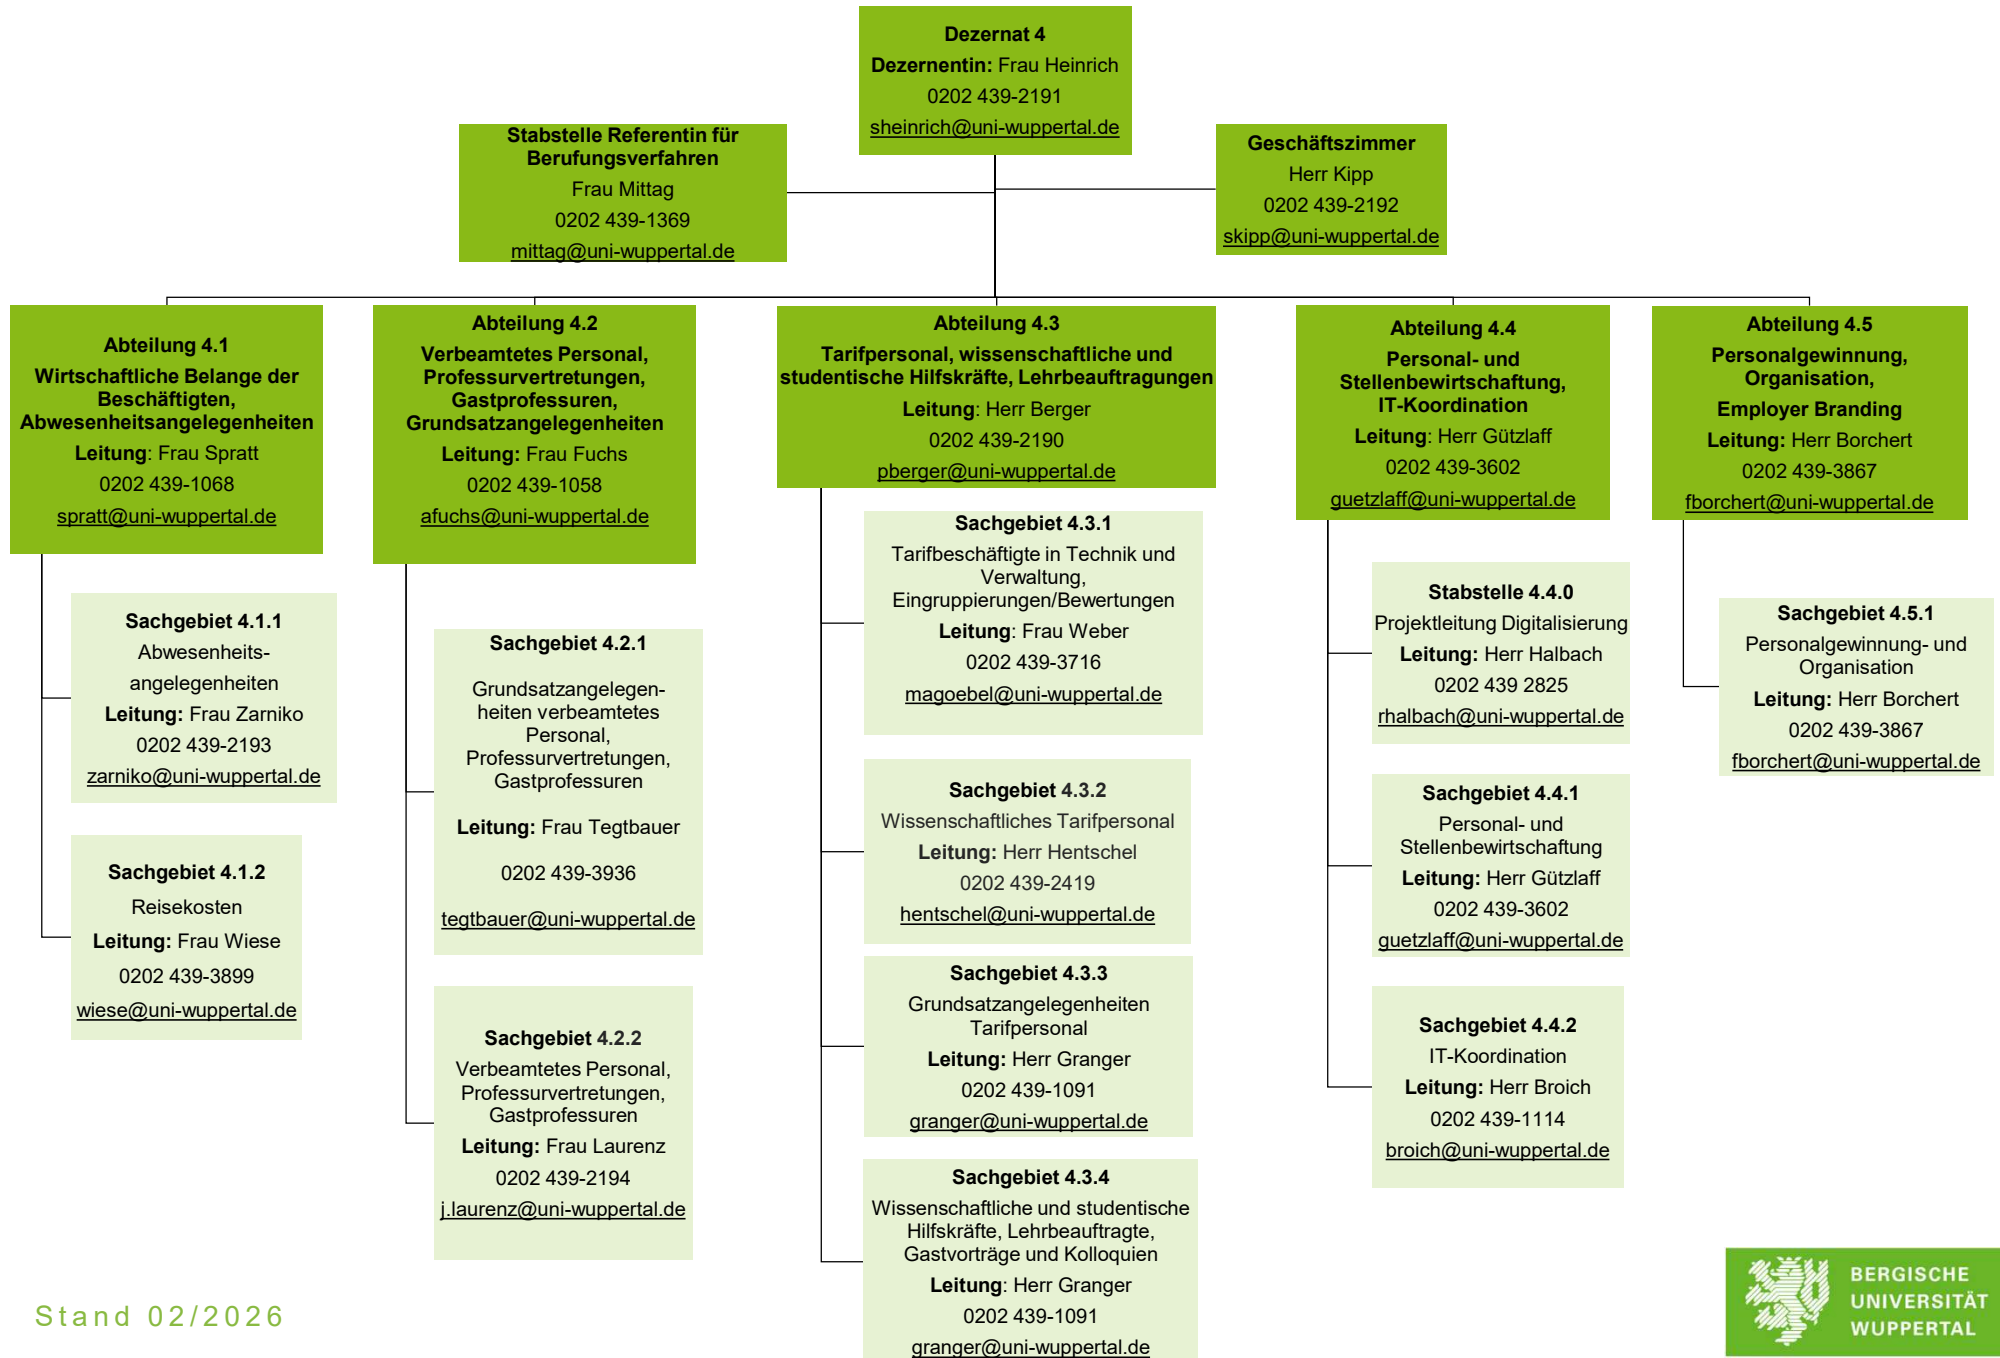 Dezernat 4
Dezernentin: Frau Heinrich
0202 439-2191
sheinrich@uni-wuppertal.de
Stabstelle Referentin für
Berufungsverfahren
Frau Mittag
0202 439-1369
mittag@uni-wuppertal.de
Geschäftszimmer
Herr Kipp
0202 439-2192
skipp@uni-wuppertal.de
Abteilung 4.1
Wirtschaftliche Belange der
Beschäftigten,
Abwesenheitsangelegenheiten
Leitung: Frau Spratt
0202 439-1068
spratt@uni-wuppertal.de
Sachgebiet 4.1.1
Abwesenheits-
angelegenheiten
Leitung: Frau Zarniko
0202 439-2193
zarniko@uni-wuppertal.de
Sachgebiet 4.1.2
Reisekosten
Leitung: Frau Wiese
0202 439-3899
wiese@uni-wuppertal.de
Abteilung 4.2
Verbeamtetes Personal,
Professurvertretungen,
Gastprofessuren,
Grundsatzangelegenheiten
Leitung: Frau Fuchs
0202 439-1058
afuchs@uni-wuppertal.de
Sachgebiet 4.2.1
Grundsatzangelegen-
heiten verbeamtetes
Personal,
Professurvertretungen,
Gastprofessuren
Leitung: Frau Tegtbauer
0202 439-3936
tegtbauer@uni-wuppertal.de
Sachgebiet 4.2.2
Verbeamtetes Personal,
Professurvertretungen,
Gastprofessuren
Leitung: Frau Laurenz
0202 439-2194
j.laurenz@uni-wuppertal.de
Abteilung 4.3
Tarifpersonal, wissenschaftliche und
studentische Hilfskräfte, Lehrbeauftragungen
Leitung: Herr Berger
0202 439-2190
pberger@uni-wuppertal.de
Sachgebiet 4.3.1
Tarifbeschäftigte in Technik und
Verwaltung,
Eingruppierungen/Bewertungen
Leitung: Frau Weber
0202 439-3716
magoebel@uni-wuppertal.de
Sachgebiet 4.3.2
Wissenschaftliches Tarifpersonal
Leitung: Herr Hentschel
0202 439-2419
hentschel@uni-wuppertal.de
Sachgebiet 4.3.3
Grundsatzangelegenheiten
Tarifpersonal
Leitung: Herr Granger
0202 439-1091
granger@uni-wuppertal.de
Sachgebiet 4.3.4
Wissenschaftliche und studentische
Hilfskräfte, Lehrbeauftragte,
Gastvorträge und Kolloquien
Leitung: Herr Granger
0202 439-1091
granger@uni-wuppertal.de
Abteilung 4.4
Personal- und
Stellenbewirtschaftung,
IT-Koordination
Leitung: Herr Gützlaff
0202 439-3602
guetzlaff@uni-wuppertal.de
Stabstelle 4.4.0
Projektleitung Digitalisierung
Leitung: Herr Halbach
0202 439 2825
rhalbach@uni-wuppertal.de
Sachgebiet 4.4.1
Personal- und
Stellenbewirtschaftung
Leitung: Herr Gützlaff
0202 439-3602
guetzlaff@uni-wuppertal.de
Sachgebiet 4.4.2
IT-Koordination
Leitung: Herr Broich
0202 439-1114
broich@uni-wuppertal.de
Abteilung 4.5
Personalgewinnung,
Organisation,
Employer Branding
Leitung: Herr Borchert
0202 439-3867
fborchert@uni-wuppertal.de
Sachgebiet 4.5.1
Personalgewinnung- und
Organisation
Leitung: Herr Borchert
0202 439-3867
fborchert@uni-wuppertal.de
Stand 02/2026
BERGISCHE
UNIVERSITÄT
WUPPERTAL